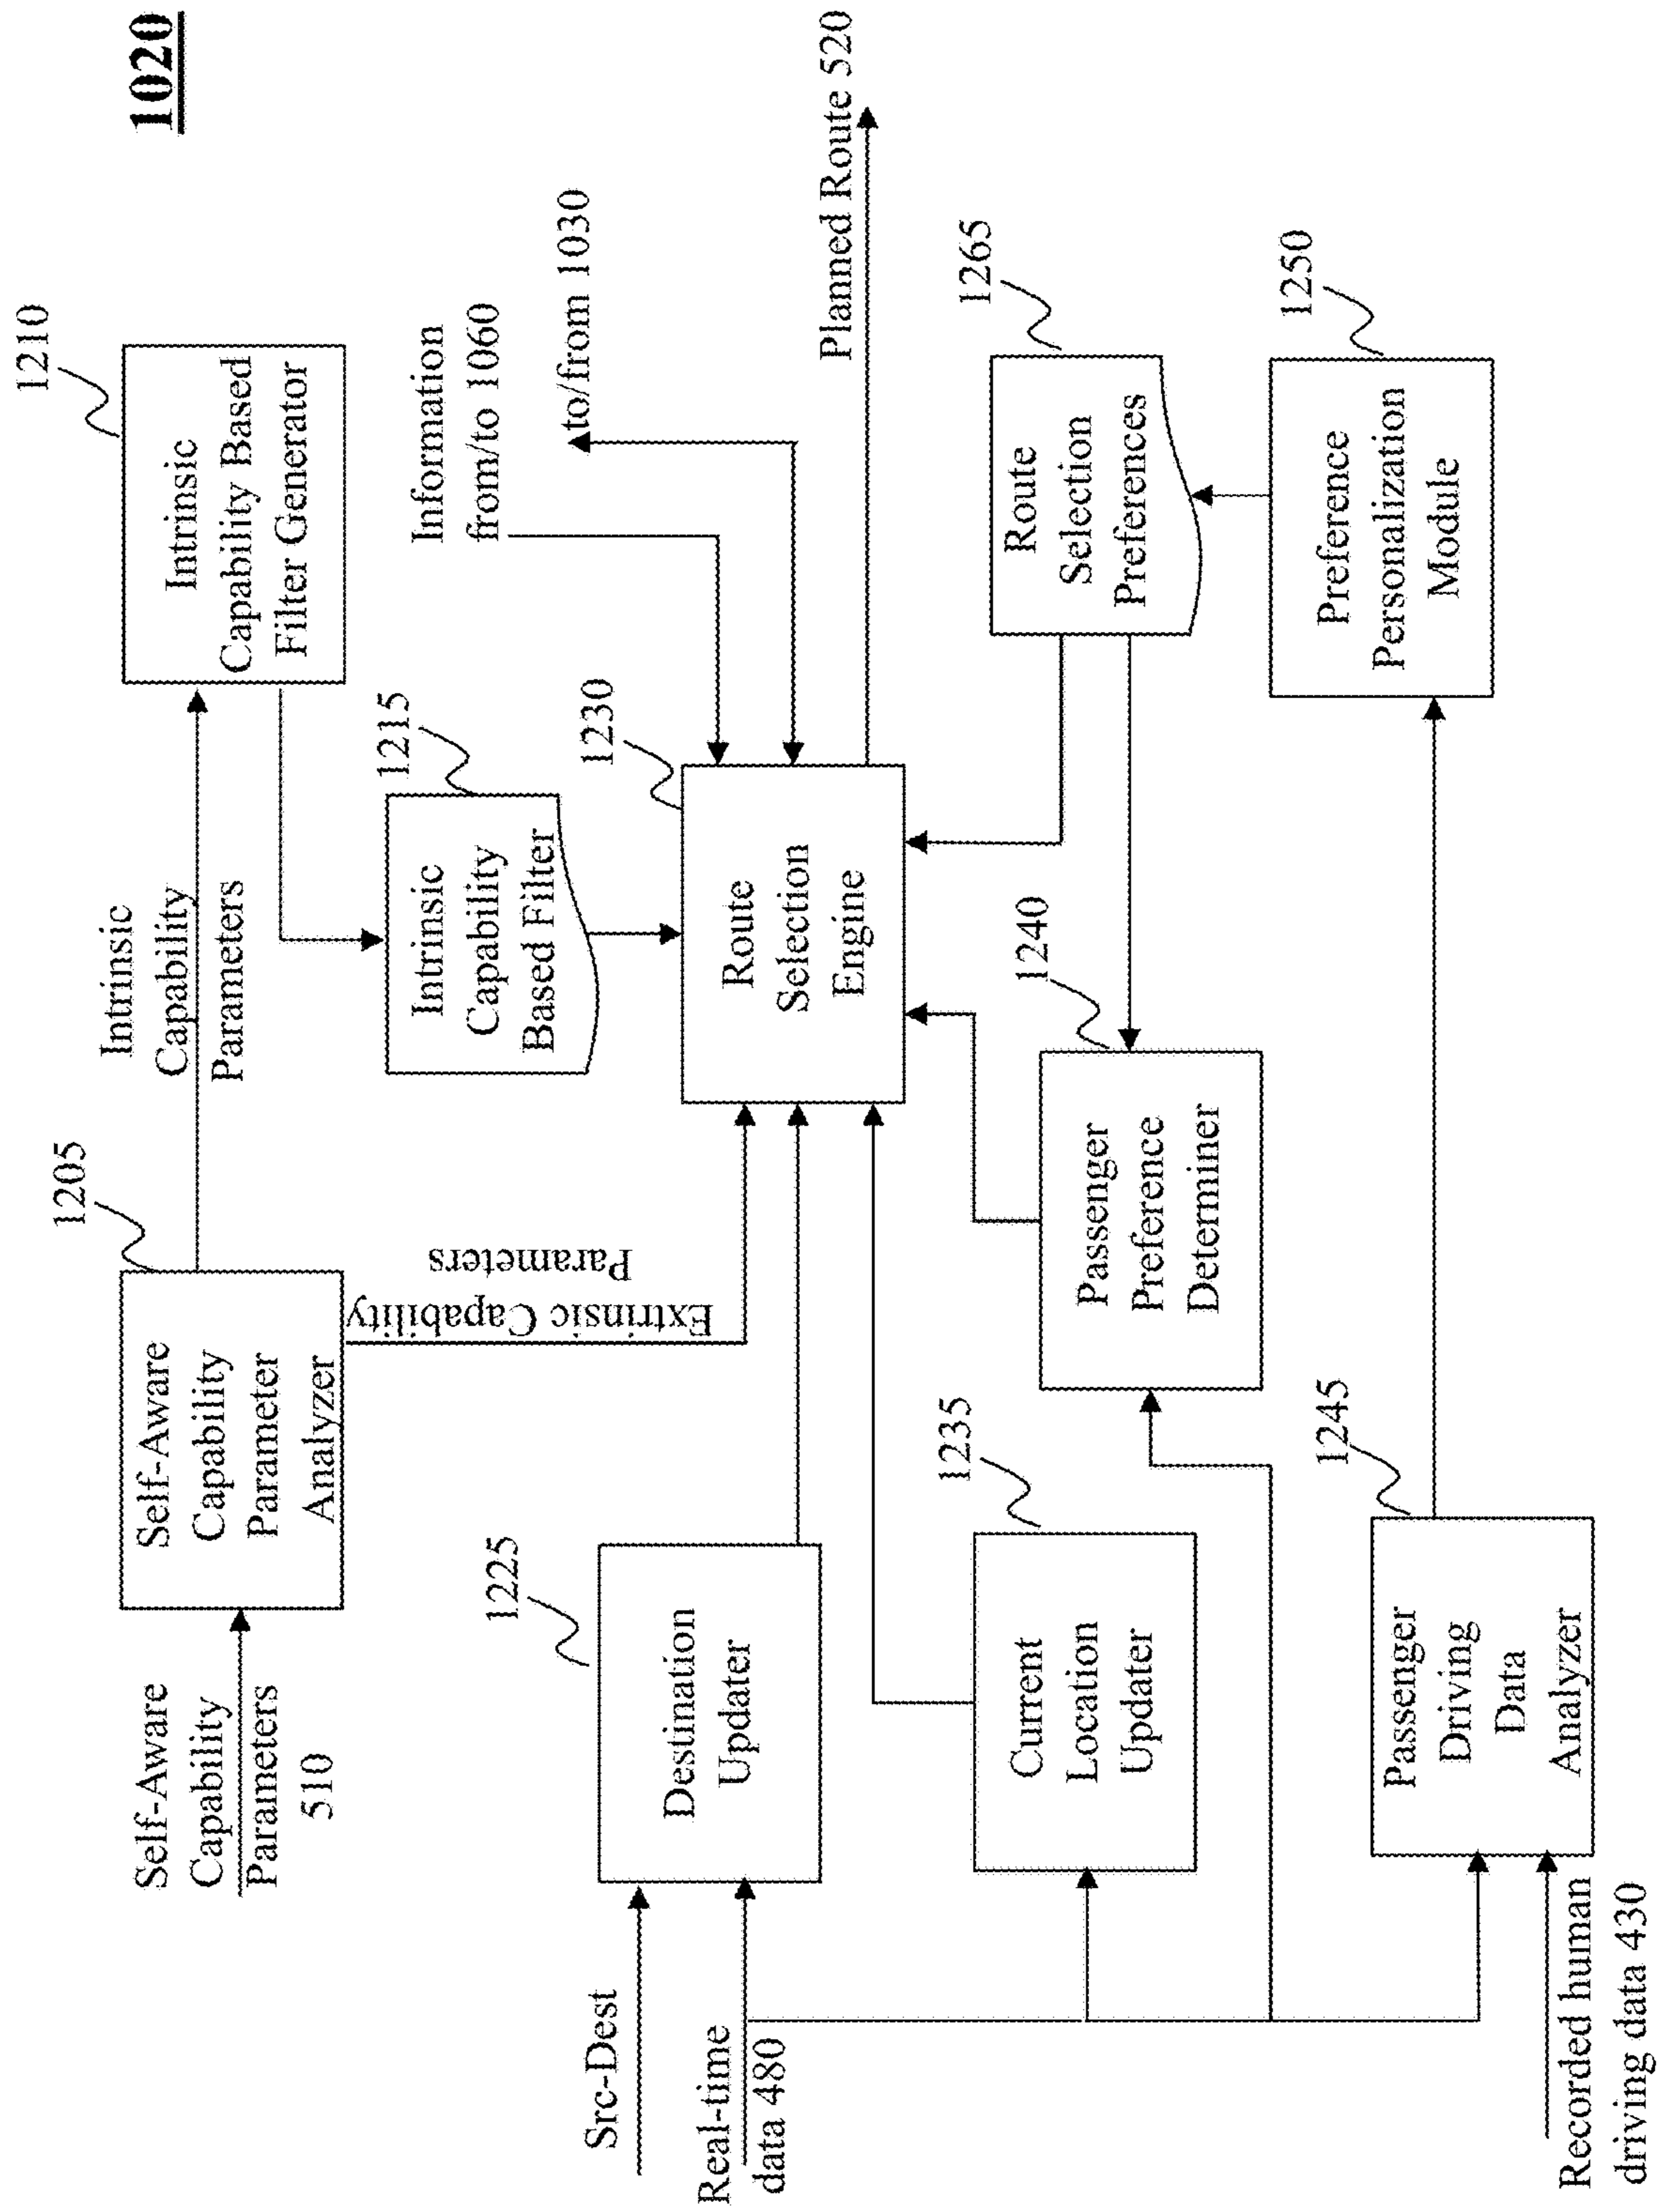 1020
Self-Aware
Capability
Parameters
510
1205
Self-Aware
Capability
Parameter
Analyzer
Intrinsic
Capability
Parameters
1210
Intrinsic
Capability Based
Filter Generator
Extrinsic Capability
Parameters
1215
Intrinsic
Capability
Based Filter
Information
from/to 1060
to/from 1030
Src-Dest
Real-time
data 480
1225
Destination
Updater
1230
Route
Selection
Engine
Planned Route 520
1235
Current
Location
Updater
1240
Passenger
Preference
Determiner
1265
Route
Selection
Preferences
Recorded human
driving data 430
1245
Passenger
Driving
Data
Analyzer
1250
Preference
Personalization
Module